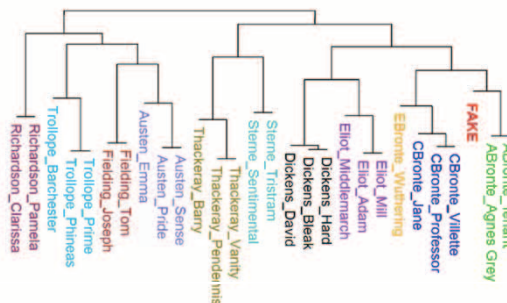 Richardson_Clarissa
Richardson_Pamela
Trollope_Barchester
Trollope_Phineas
Trollope_Prime
Fielding_Joseph
Fielding_Tom
Austen_Emma
Austen_Pride
Austen_Sense
Thackeray_Barry
Thackeray_Pendennis
Thackeray_Vanity
Sterne_Sentimental
Sterne_Tristram
Dickens_David
Dickens_Bleak
Dickens_Hard
Eliot_Middlemarch
Eliot_Adam
Eliot_Mill
EBronte_Wuthering
CBronte_Jane
CBronte_Professor
CBronte_Villette
FAKE
ABronte_Agnes Grey